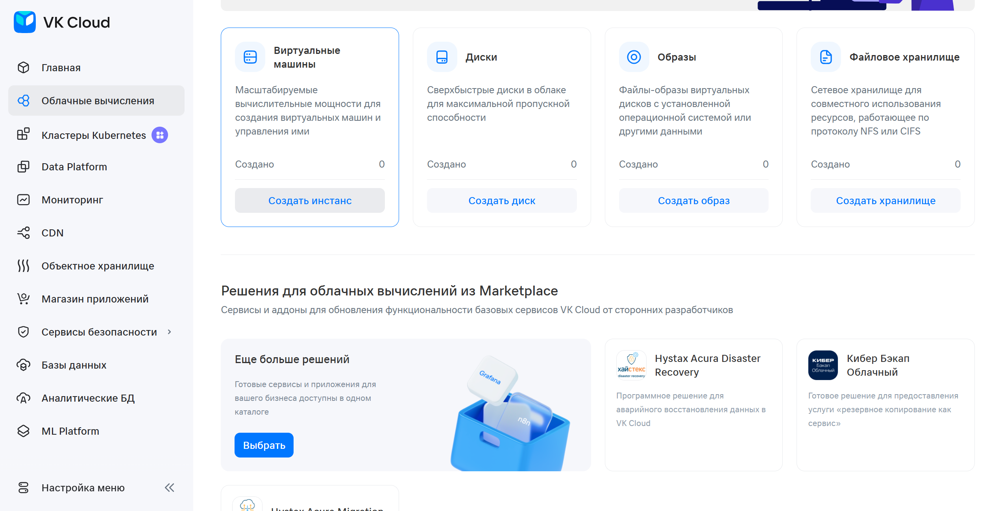 VK Cloud
Главная
Облачные вычисления
Кластеры Kubernetes
Data Platform
Мониторинг
CDN
Объектное хранилище
Магазин приложений
Сервисы безопасности
Базы данных
Аналитические БД
ML Platform
Настройка меню
Виртуальные
машины
Масштабируемые
вычислительные мощности для
создания виртуальных машин и
управления ими
Создано 0
Создать инстанс
Диски
Сверхбыстрые диски в облаке
для максимальной пропускной
способности
Создано 0
Создать диск
Образы
Файлы-образы виртуальных
дисков с установленной
операционной системой или
другими данными
Создано 0
Создать образ
Файловое хранилище
Сетевое хранилище для
совместного использования
ресурсов, работающее по
протоколу NFS или CIFS
Создано 0
Создать хранилище
Решения для облачных вычислений из Marketplace
Сервисы и аддоны для обновления функциональности базовых сервисов VK Cloud от сторонних разработчиков
Еще больше решений
Готовые сервисы и приложения для
вашего бизнеса доступны в одном
каталоге
Выбрать
Grafana
n8n
хайстекс
disaster recovery
Hystax Acura Disaster
Recovery
Программное решение для
аварийного восстановления данных в
VK Cloud
КИБЕР
Бэкап
Облачный
Кибер Бэкап
Облачный
Готовое решение для предоставления
услуги «резервное копирование как
сервис»
Hystax Acura Migration